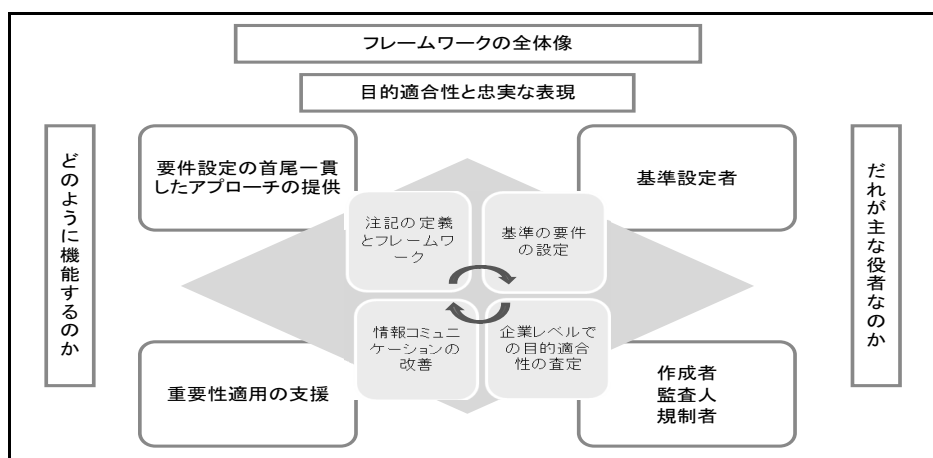 フレームワークの全体像
目的適合性と忠実な表現
どのように機能するのか
要件設定の首尾一貫
したアプローチの提供
基準設定者
だれが主な役者なのか
注記の定義
とフレームワ
ーク
基準の要件
の設定
情報コミュニ
ケーションの
改善
企業レベルで
の目的適合
性の査定
重要性適用の支援
作成者
監査人
規制者